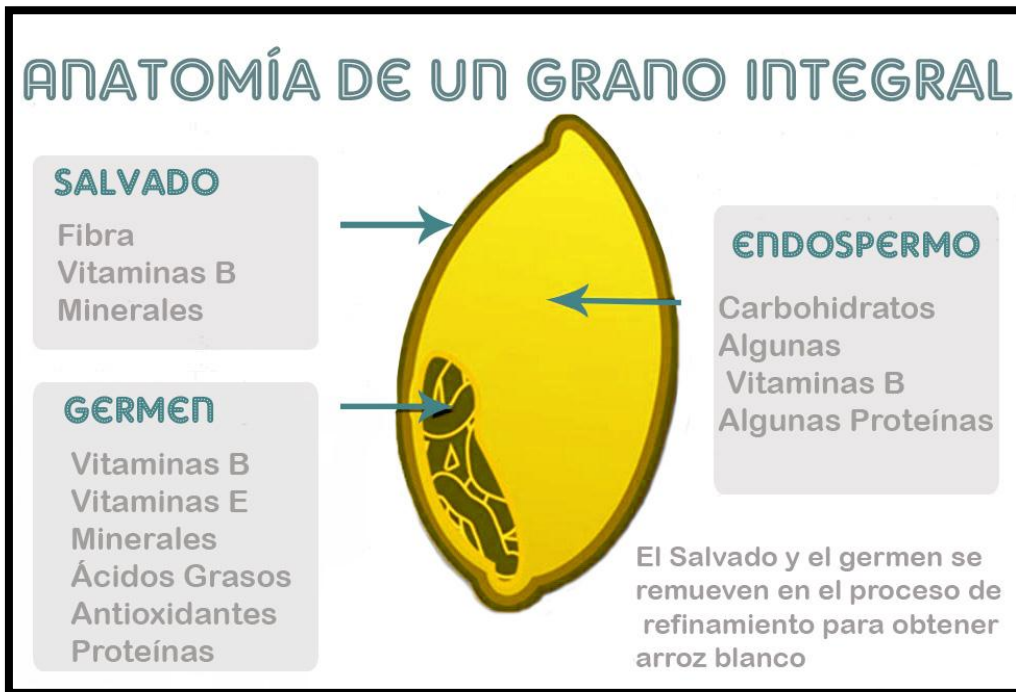 ANATOMÍA DE UN GRANO INTEGRAL
SALVADO
Fibra
Vitaminas B
Minerales
GERMEN
Vitaminas B
Vitaminas E
Minerales
Ácidos Grasos
Antioxidantes
Proteínas
ENDOSPERMO
Carbohidratos
Algunas
Vitaminas B
Algunas Proteínas
El Salvado y el germen se
remueven en el proceso de
refinamiento para obtener
arroz blanco